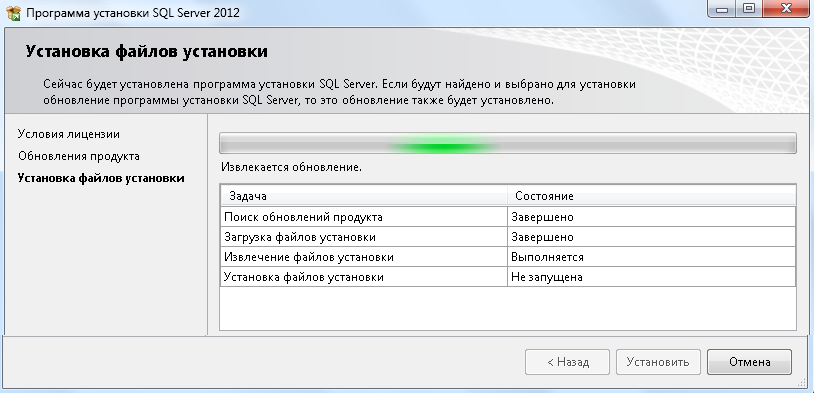 Программа установки SQL Server 2012
Установка файлов установки
Сейчас будет установлена программа установки SQL Server. Если будут найдено и выбрано для установки
обновление программы установки SQL Server, то это обновление также будет установлено.
Условия лицензии
Обновления продукта
Установка файлов установки
Извлекается обновление.
Задача Состояние
Поиск обновлений продукта Завершено
Загрузка файлов установки Завершено
Извлечение файлов установки Выполняется
Установка файлов установки Не запущена
< Назад Установить Отмена